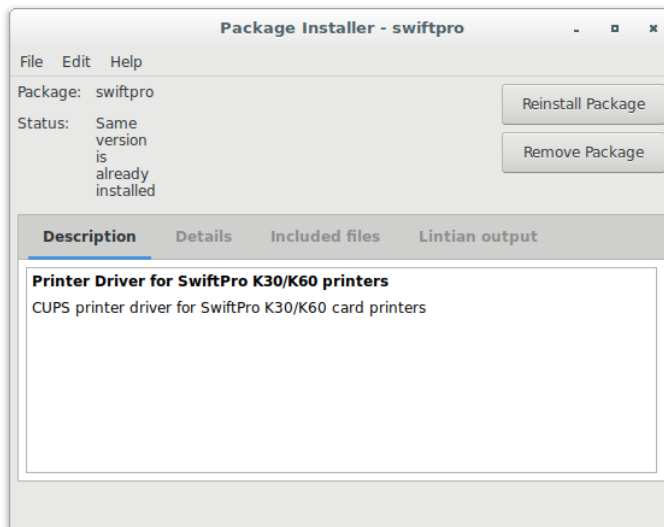 Package Installer - swiftpro
File Edit Help
Package: swiftpro
Reinstall Package
Status: Same
version
is
already
installed
Remove Package
Description Details Included files Lintian output
Printer Driver for SwiftPro K30/K60 printers
CUPS printer driver for SwiftPro K30/K60 card printers